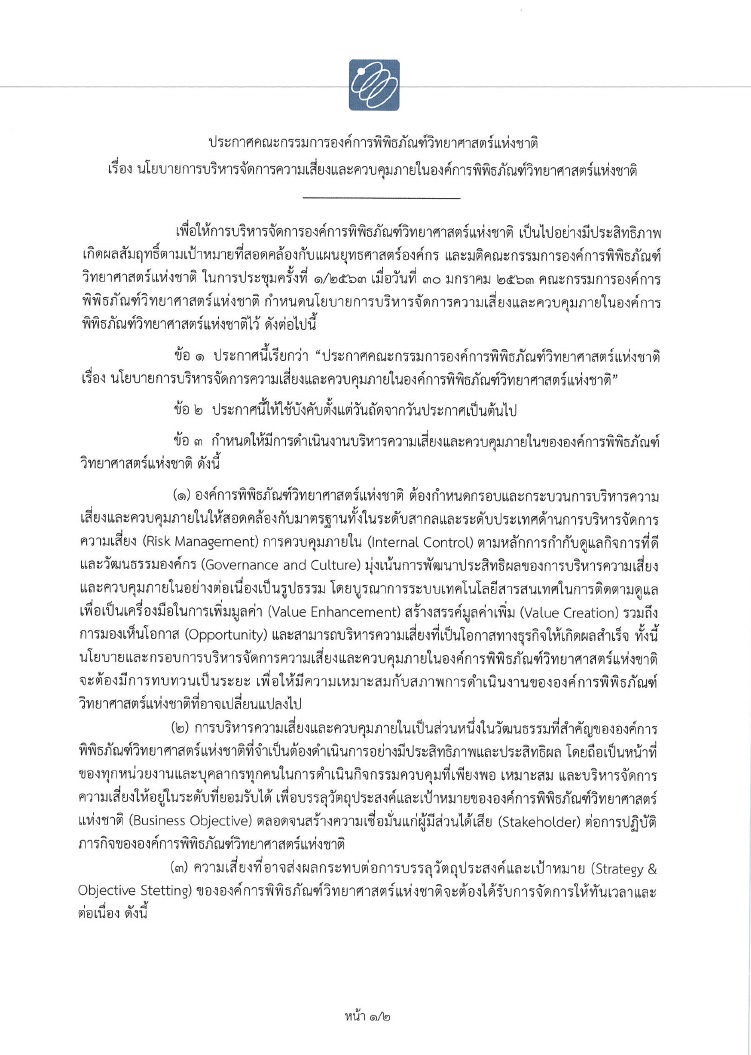 ประกาศคณะกรรมการองค์การพิพิธภัณฑ์วิทยาศาสตร์แห่งชาติ
เรื่อง นโยบายการบริหารจัดการความเสี่ยงและควบคุมภายในองค์การพิพิธภัณฑ์วิทยาศาสตร์แห่งชาติ
เพื่อให้การบริหารจัดการองค์การพิพิธภัณฑ์วิทยาศาสตร์แห่งชาติ เป็นไปอย่างมีประสิทธิภาพ
เกิดผลสัมฤทธิ์ตามเป้าหมายที่สอดคล้องกับแผนยุทธศาสตร์องค์กร และมติคณะกรรมการองค์การพิพิธภัณฑ์
วิทยาศาสตร์แห่งชาติ ในการประชุมครั้งที่ ๑/๒๕๖๓ เมื่อวันที่ ๓๐ มกราคม ๒๕๖๓ คณะกรรมการองค์การ
พิพิธภัณฑ์วิทยาศาสตร์แห่งชาติ กำหนดนโยบายการบริหารจัดการความเสี่ยงและควบคุมภายในองค์การ
พิพิธภัณฑ์วิทยาศาสตร์แห่งชาติไว้ ดังต่อไปนี้
ข้อ ๑ ประกาศนี้เรียกว่า “ประกาศคณะกรรมการองค์การพิพิธภัณฑ์วิทยาศาสตร์แห่งชาติ
เรื่อง นโยบายการบริหารจัดการความเสี่ยงและควบคุมภายในองค์การพิพิธภัณฑ์วิทยาศาสตร์แห่งชาติ”
ข้อ ๒ ประกาศนี้ให้ใช้บังคับตั้งแต่วันถัดจากวันประกาศเป็นต้นไป
ข้อ ๓ กำหนดให้มีการดำเนินงานบริหารความเสี่ยงและควบคุมภายในขององค์การพิพิธภัณฑ์
วิทยาศาสตร์แห่งชาติ ดังนี้
(๑) องค์การพิพิธภัณฑ์วิทยาศาสตร์แห่งชาติ ต้องกำหนดกรอบและกระบวนการบริหารความ
เสี่ยงและควบคุมภายในให้สอดคล้องกับมาตรฐานทั้งในระดับสากลและระดับประเทศด้านการบริหารจัดการ
ความเสี่ยง (Risk Management) การควบคุมภายใน (Internal Control) ตามหลักการกำกับดูแลกิจการที่ดี
และวัฒนธรรมองค์กร (Governance and Culture) มุ่งเน้นการพัฒนาประสิทธิผลของการบริหารความเสี่ยง
และควบคุมภายในอย่างต่อเนื่องเป็นรูปธรรม โดยบูรณาการระบบเทคโนโลยีสารสนเทศในการติดตามดูแล
เพื่อเป็นเครื่องมือในการเพิ่มมูลค่า (Value Enhancement) สร้างสรรค์มูลค่าเพิ่ม (Value Creation) รวมถึง
การมองเห็นโอกาส (Opportunity) และสามารถบริหารความเสี่ยงที่เป็นโอกาสทางธุรกิจให้เกิดผลสำเร็จ ทั้งนี้
นโยบายและกรอบการบริหารจัดการความเสี่ยงและควบคุมภายในองค์การพิพิธภัณฑ์วิทยาศาสตร์แห่งชาติ
จะต้องมีการทบทวนเป็นระยะ เพื่อให้มีความเหมาะสมกับสภาพการดำเนินงานขององค์การพิพิธภัณฑ์
วิทยาศาสตร์แห่งชาติที่อาจเปลี่ยนแปลงไป
(๒) การบริหารความเสี่ยงและควบคุมภายในเป็นส่วนหนึ่งในวัฒนธรรมที่สำคัญขององค์การ
พิพิธภัณฑ์วิทยาศาสตร์แห่งชาติที่จำเป็นต้องดำเนินการอย่างมีประสิทธิภาพและประสิทธิผล โดยถือเป็นหน้าที่
ของทุกหน่วยงานและบุคลากรทุกคนในการดำเนินกิจกรรมควบคุมที่เพียงพอ เหมาะสม และบริหารจัดการ
ความเสี่ยงให้อยู่ในระดับที่ยอมรับได้ เพื่อบรรลุวัตถุประสงค์และเป้าหมายขององค์การพิพิธภัณฑ์วิทยาศาสตร์
แห่งชาติ (Business Objective) ตลอดจนสร้างความเชื่อมั่นแก่ผู้มีส่วนได้เสีย (Stakeholder) ต่อการปฏิบัติ
ภารกิจขององค์การพิพิธภัณฑ์วิทยาศาสตร์แห่งชาติ
(๓) ความเสี่ยงที่อาจส่งผลกระทบต่อการบรรลุวัตถุประสงค์และเป้าหมาย (Strategy &
Objective Stetting) ขององค์การพิพิธภัณฑ์วิทยาศาสตร์แห่งชาติจะต้องได้รับการจัดการให้ทันเวลาและ
ต่อเนื่อง ดังนี้
หน้า ๑/๒